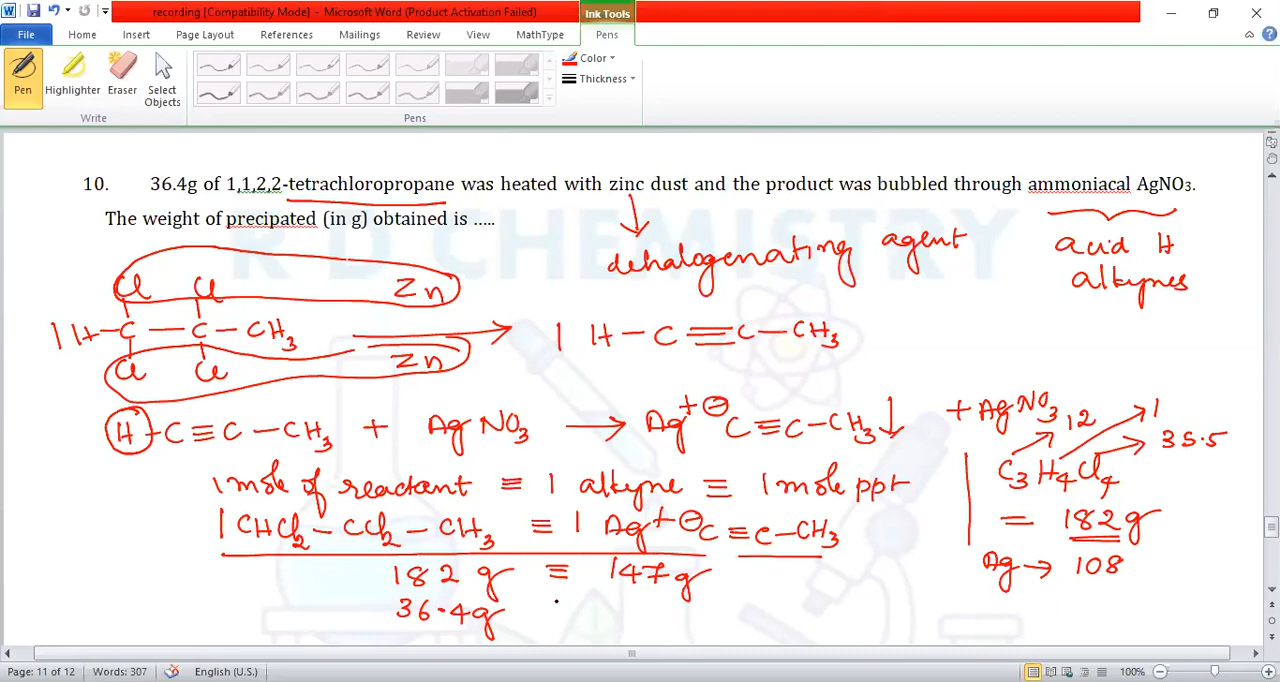 recording [Compatibility Mode] - Microsoft Word (Product Activation Failed)
Ink Tools
File Home Insert Page Layout References Mailings Review View MathType Pens
Pen Highlighter Eraser Select Objects
Color
Thickness
Write Pens
10. 36.4g of 1,1,2,2-tetrachloropropane was heated with zinc dust and the product was bubbled through ammoniacal AgNO3.
The weight of precipated (in g) obtained is .....
R D CHEMISTRY
dehalogenating agent
acid H
alkynes
Cl Cl Zn
1 H-C-C-CH3 → 1 H-C≡C-CH3
Cl Cl Zn
H-C≡C-CH3 + AgNO3 → Ag+ ⊖C≡C-CH3↓ + AgNO3
12 1
35.5
C3H4Cl4
1 mole of reactant ≡ 1 alkyne ≡ 1 mole ppt
1 CHCl2-CCl2-CH3 ≡ 1 Ag+ ⊖C≡C-CH3
= 182g
Ag → 108
182 g ≡ 147g
36.4g
Page: 11 of 12 Words: 307 English (U.S.) 100%